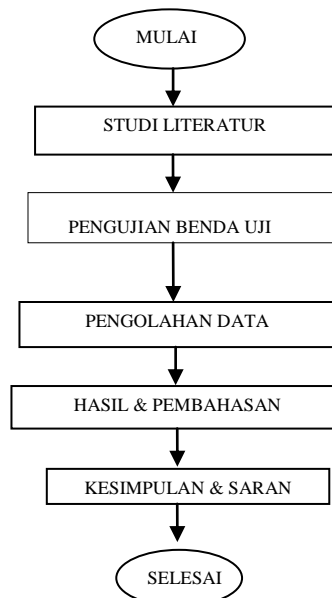 MULAI
STUDI LITERATUR
PENGUJIAN BENDA UJI
PENGOLAHAN DATA
HASIL & PEMBAHASAN
KESIMPULAN & SARAN
SELESAI